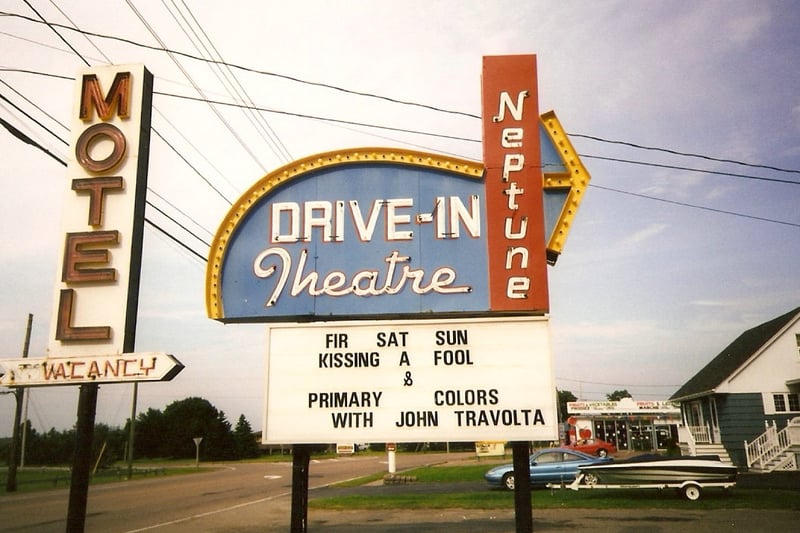 MOTEL
VACANCY
DRIVE-IN
Theatre
Neptune
FIR SAT SUN
KISSING A FOOL
&
PRIMARY COLORS
WITH JOHN TRAVOLTA